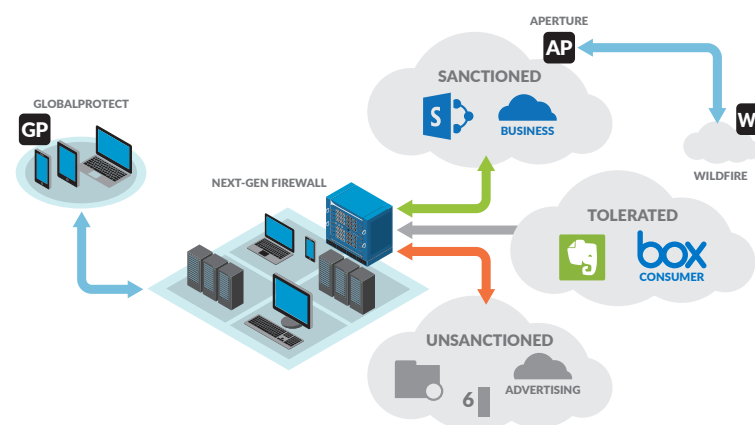 APERTURE
AP
SANCTIONED
S
BUSINESS
GLOBALPROTECT
GP
W
WILDFIRE
NEXT-GEN FIREWALL
TOLERATED
box
CONSUMER
UNSANCTIONED
6
ADVERTISING